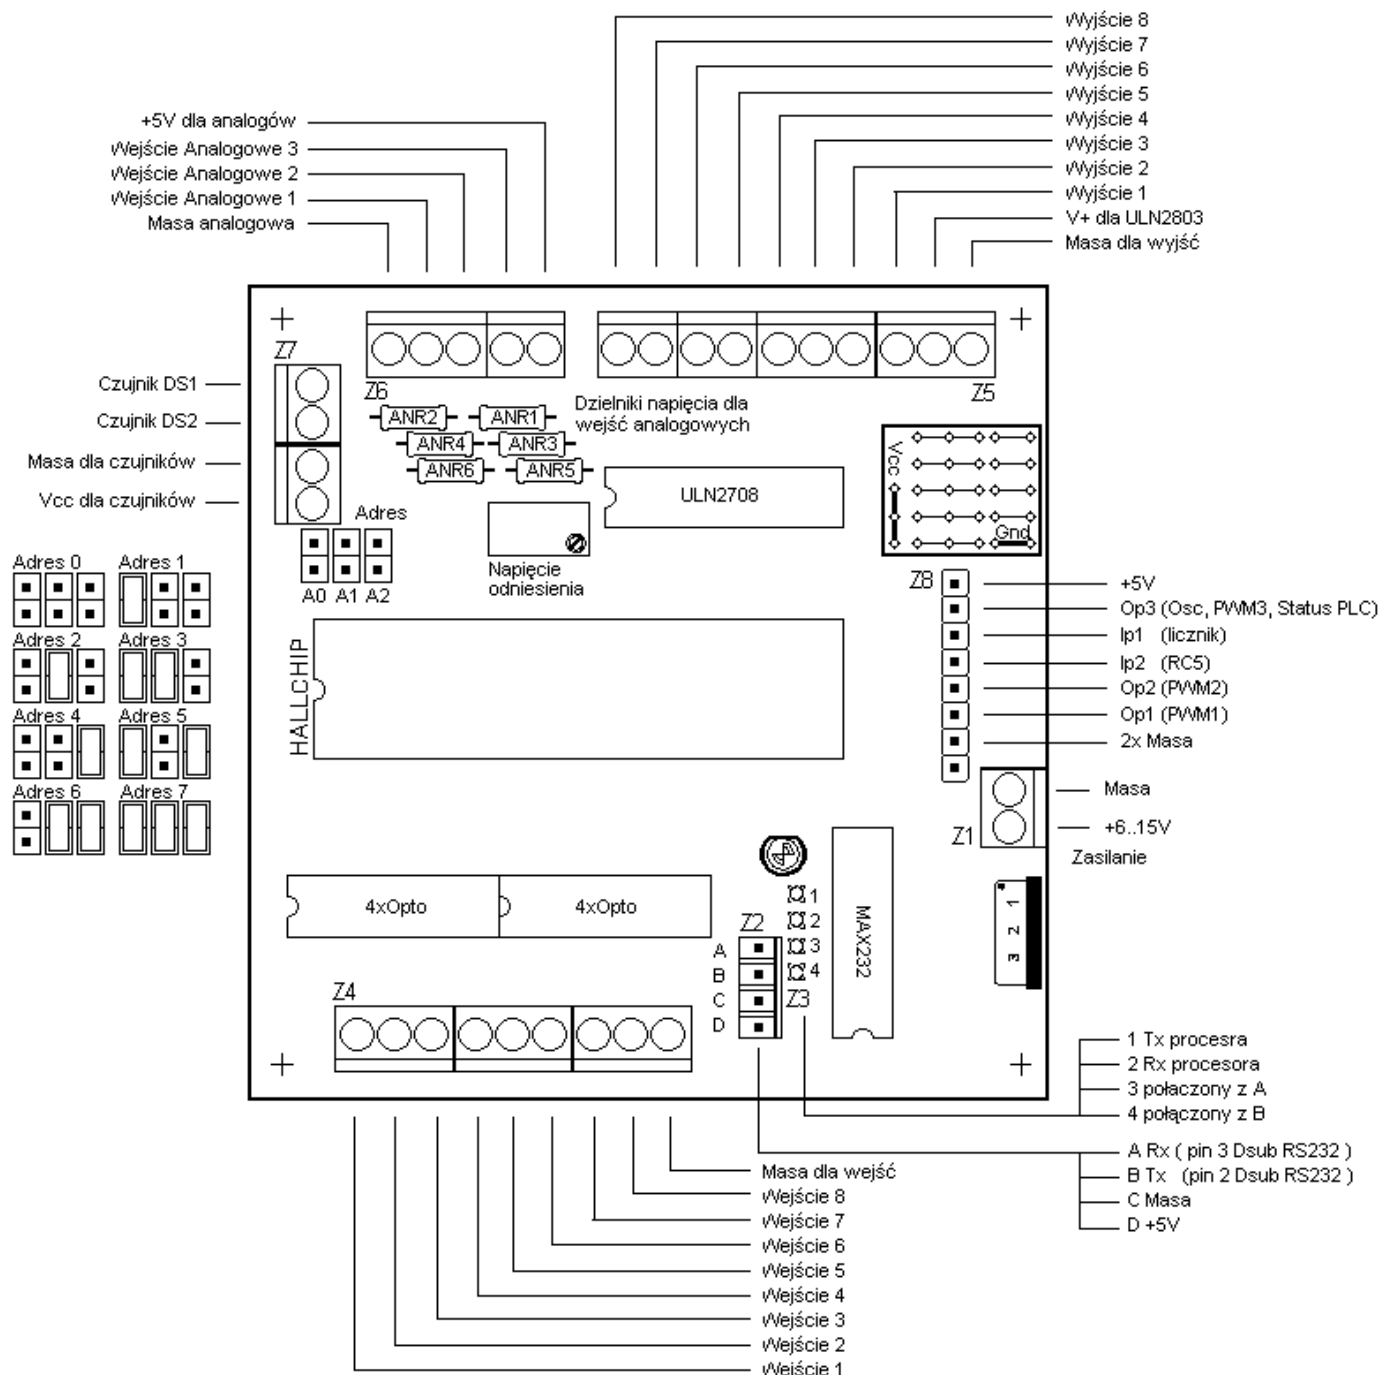 Wyjście 8
Wyjście 7
Wyjście 6
Wyjście 5
Wyjście 4
Wyjście 3
Wyjście 2
Wyjście 1
V+ dla ULN2803
Masa dla wyjść
+5V dla analogów
Wejście Analogowe 3
Wejście Analogowe 2
Wejście Analogowe 1
Masa analogowa
Z7
Z6
Z5
Czujnik DS1
Czujnik DS2
Masa dla czujników
Vcc dla czujników
ANR2
ANR1
ANR4
ANR3
ANR6
ANR5
Dzielniki napięcia dla
wejść analogowych
ULN2708
Vcc
Gnd
Adres
A0 A1 A2
Napięcie
odniesienia
Adres 0
Adres 1
Adres 2
Adres 3
Adres 4
Adres 5
Adres 6
Adres 7
HALLCHIP
Z8
+5V
Op3 (Osc, PWM3, Status PLC)
Ip1 (licznik)
Ip2 (RC5)
Op2 (PWM2)
Op1 (PWM1)
2x Masa
Masa
Z1
+6..15V
Zasilanie
4xOpto
4xOpto
Z2
A
B
C
D
1
2
3
4
Z3
MAX232
1
2
3
Z4
1 Tx procesra
2 Rx procesora
3 połaczony z A
4 połączony z B
A Rx ( pin 3 Dsub RS232 )
B Tx (pin 2 Dsub RS232 )
C Masa
D +5V
Masa dla wejść
Wejście 8
Wejście 7
Wejście 6
Wejście 5
Wejście 4
Wejście 3
Wejście 2
Wejście 1